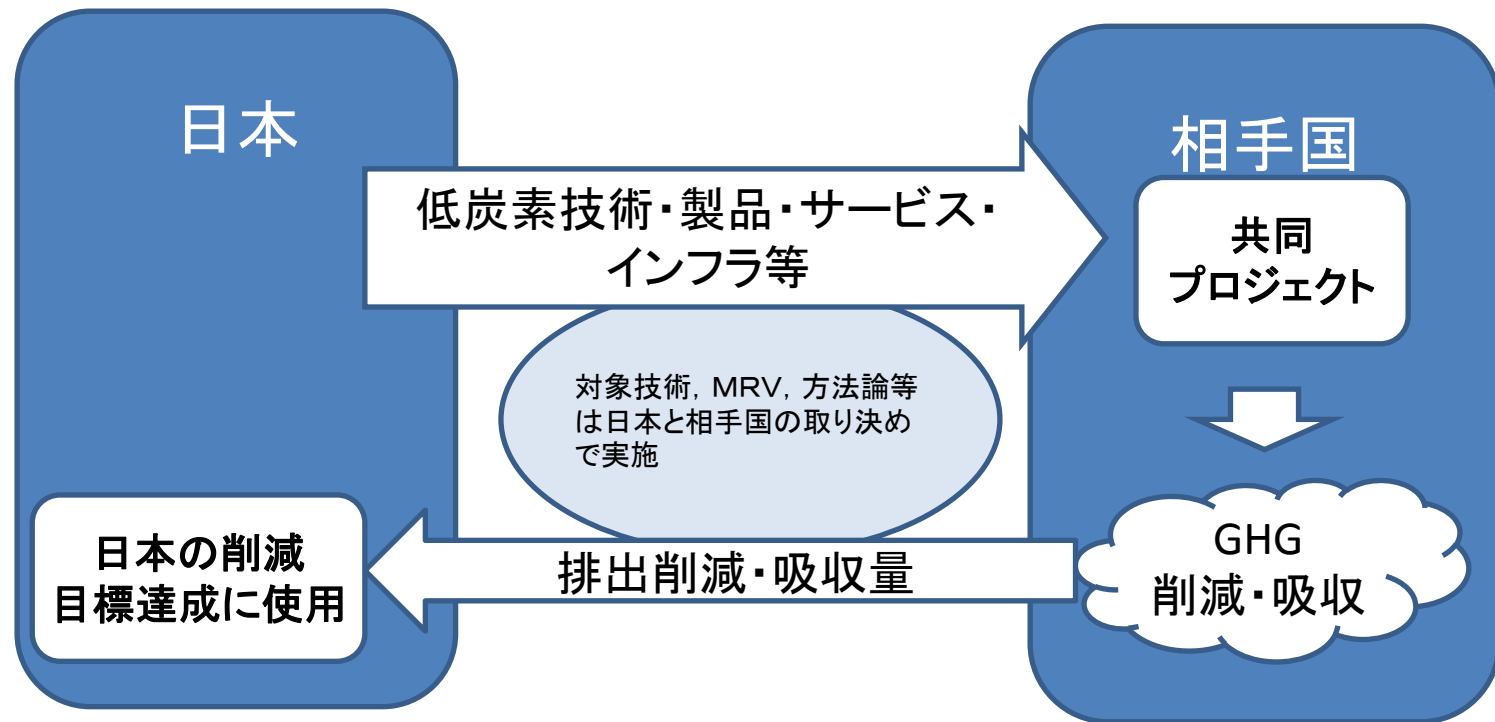 日本
相手国
低炭素技術・製品・サービス・
インフラ等
共同
プロジェクト
対象技術，ＭＲＶ，方法論等
は日本と相手国の取り決め
で実施
GHG
削減・吸収
排出削減・吸収量
日本の削減
目標達成に使用